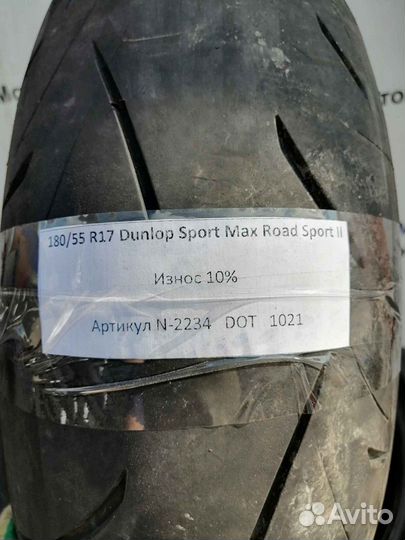 180/55 R17 Dunlop Sport Max Road Sport II
Износ 10%
Артикул N-2234 DOT 1021
Avito